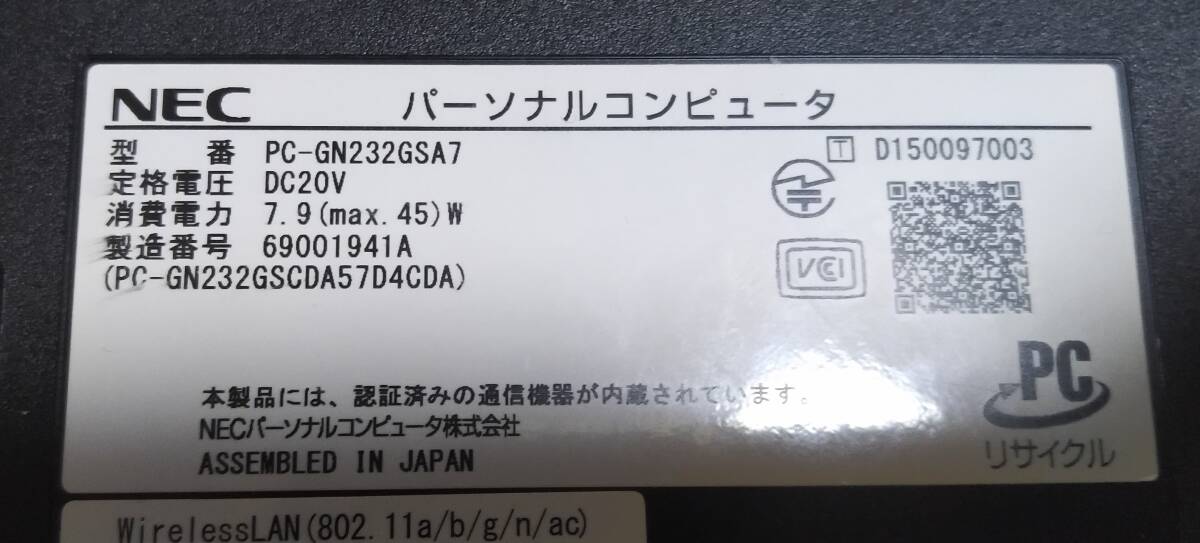 NEC パーソナルコンピュータ
型 番 PC-GN232GSA7
T D150097003
定格電圧 DC20V
消費電力 7.9(max.45)W
製造番号 69001941A
(PC-GN232GSCDA57D4CDA)
VCCI
本製品には、認証済みの通信機器が内蔵されています。
NECパーソナルコンピュータ株式会社
ASSEMBLED IN JAPAN
PC
リサイクル
WirelessLAN(802.11a/b/g/n/ac)